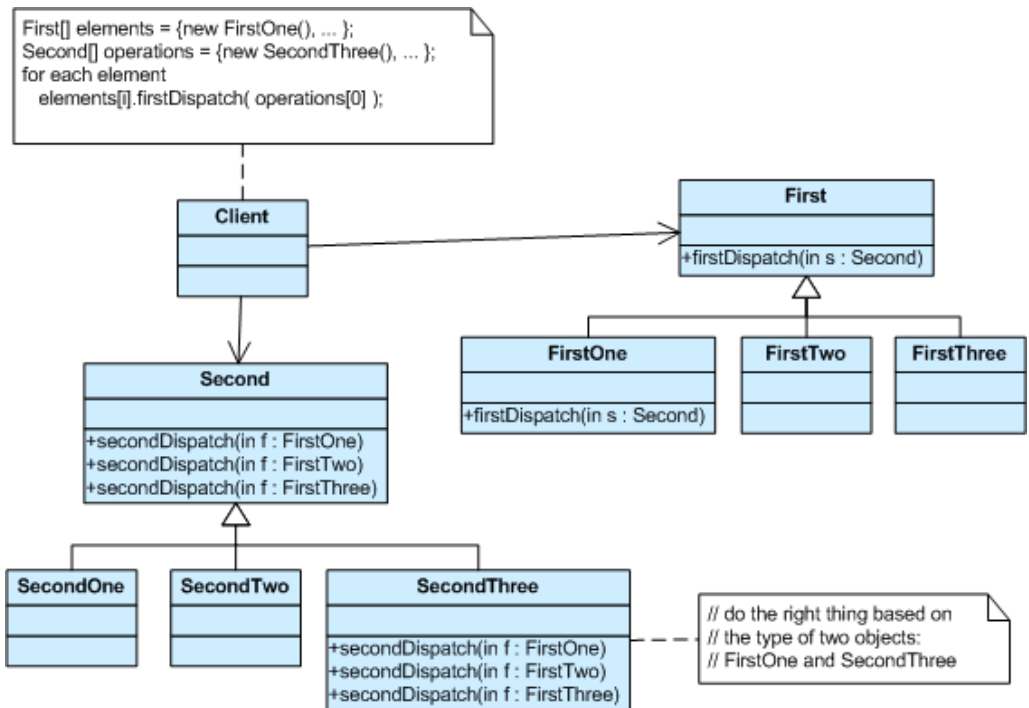 First[] elements = {new FirstOne(), ... };
Second[] operations = {new SecondThree(), ... };
for each element
elements[i].firstDispatch( operations[0] );
Client
First
+firstDispatch(in s : Second)
FirstOne
+firstDispatch(in s : Second)
FirstTwo
FirstThree
Second
+secondDispatch(in f : FirstOne)
+secondDispatch(in f : FirstTwo)
+secondDispatch(in f : FirstThree)
SecondOne
SecondTwo
SecondThree
+secondDispatch(in f : FirstOne)
+secondDispatch(in f : FirstTwo)
+secondDispatch(in f : FirstThree)
// do the right thing based on
// the type of two objects:
// FirstOne and SecondThree